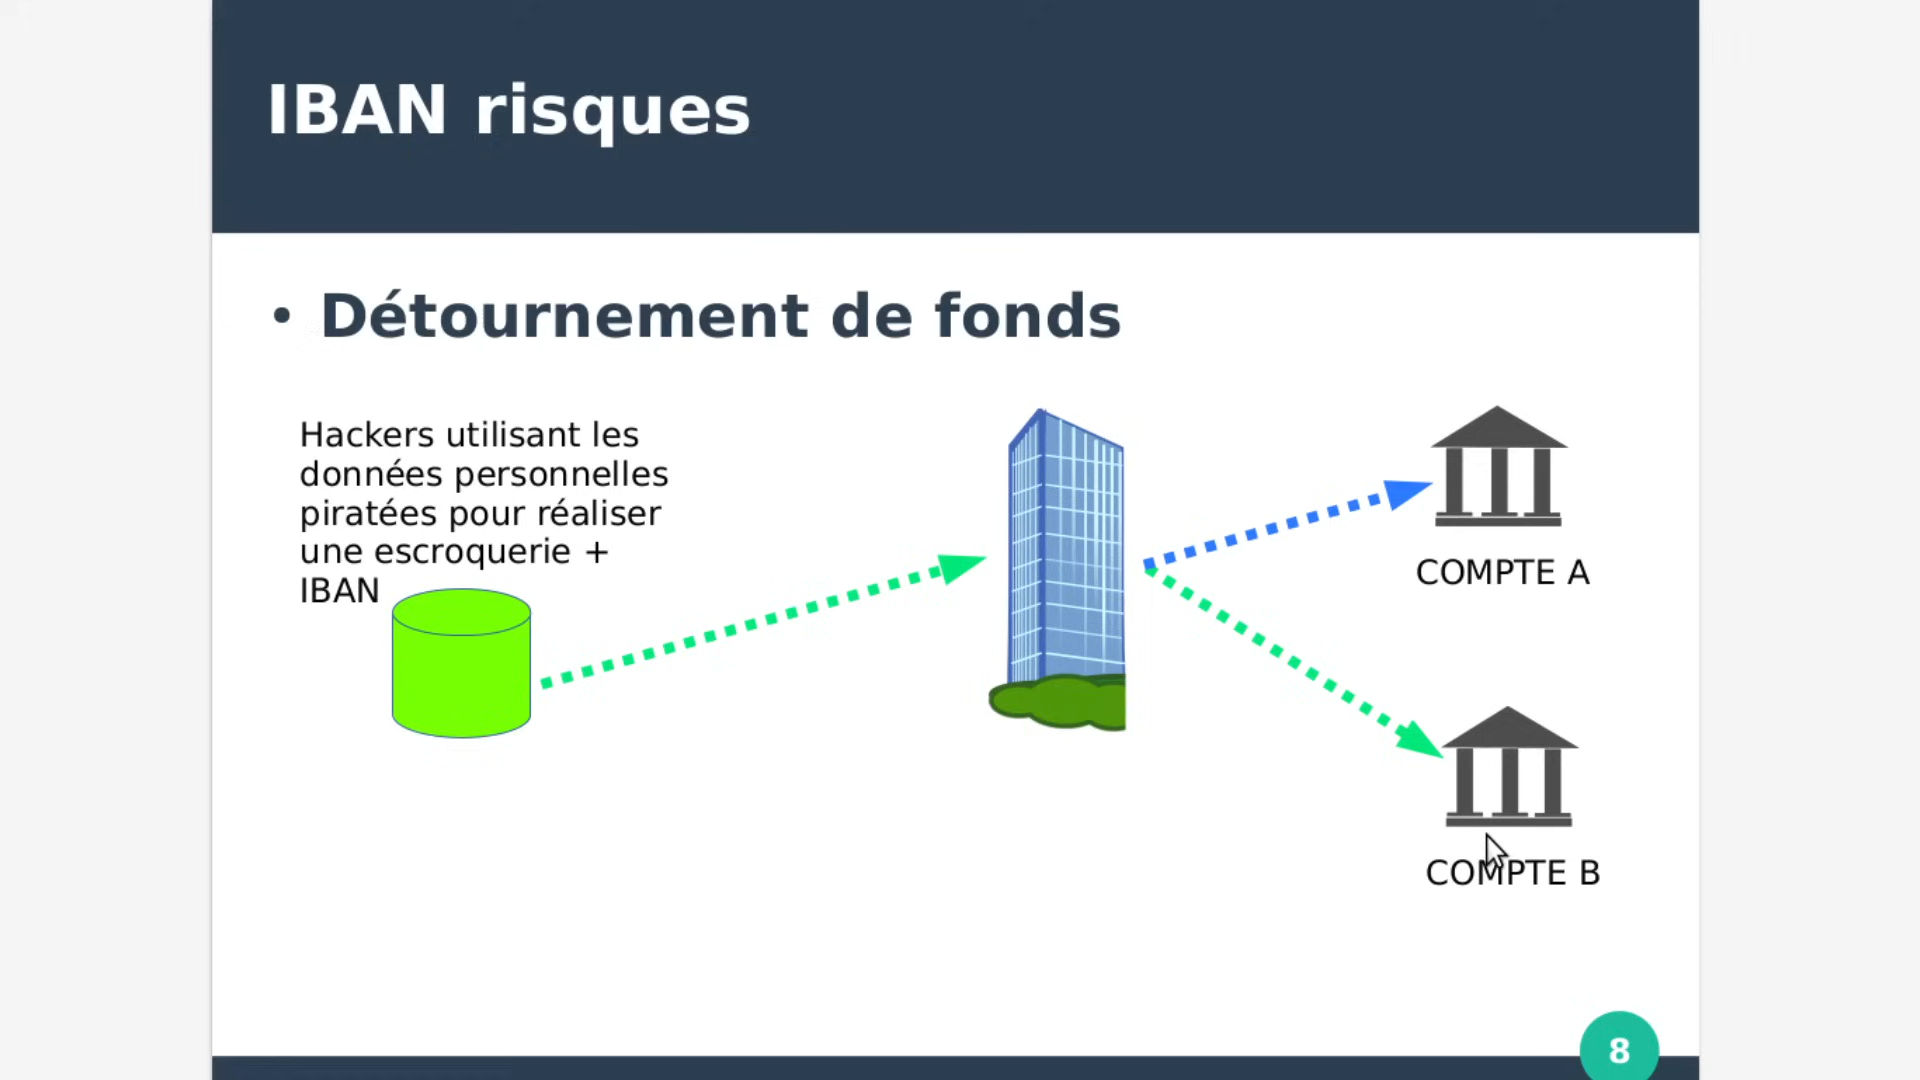 IBAN risques
• Détournement de fonds
Hackers utilisant les
données personnelles
piratées pour réaliser
une escroquerie +
IBAN
COMPTE A
COMPTE B
8